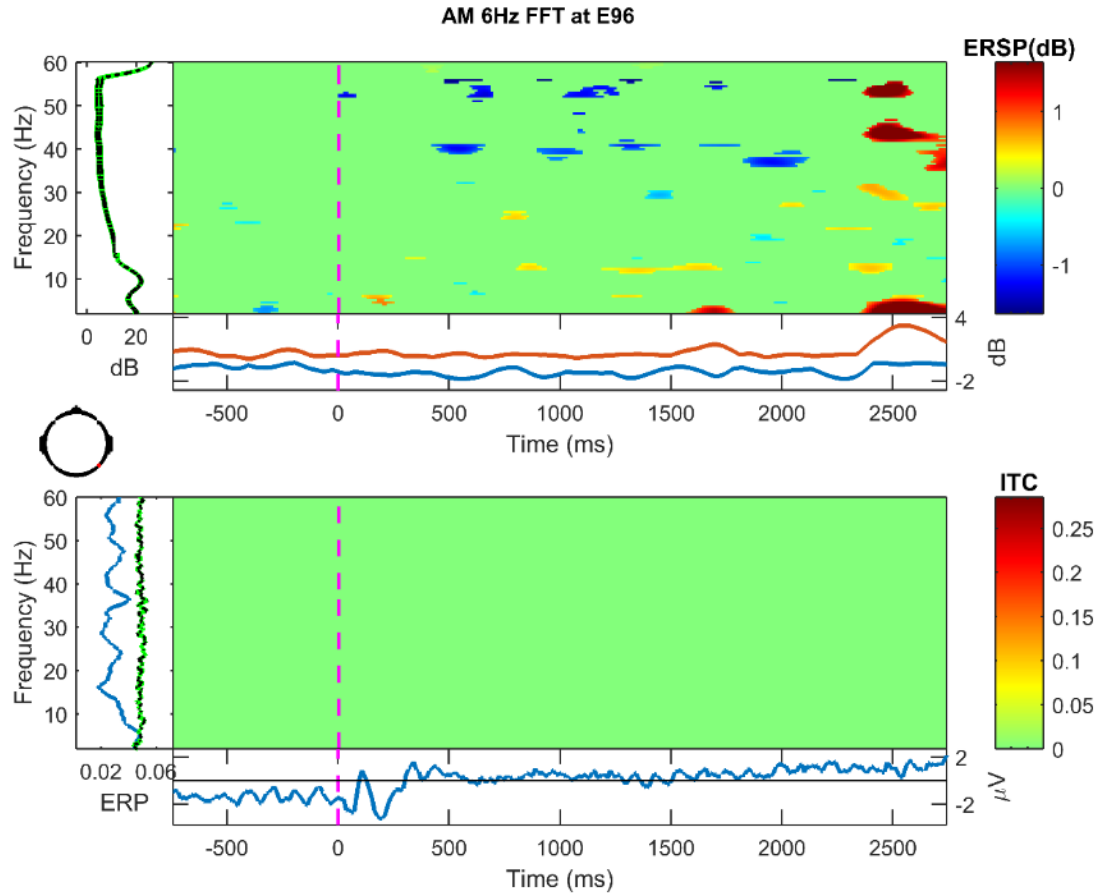 AM 6Hz FFT at E96
ERSP(dB)
Frequency (Hz)
60
50
40
30
20
10
1
0
-1
0 20
dB
4
-2
dB
-500 0 500 1000 1500 2000 2500
Time (ms)
ITC
Frequency (Hz)
60
50
40
30
20
10
0.25
0.2
0.15
0.1
0.05
0
0.02 0.06
ERP
2
-2
μV
-500 0 500 1000 1500 2000 2500
Time (ms)